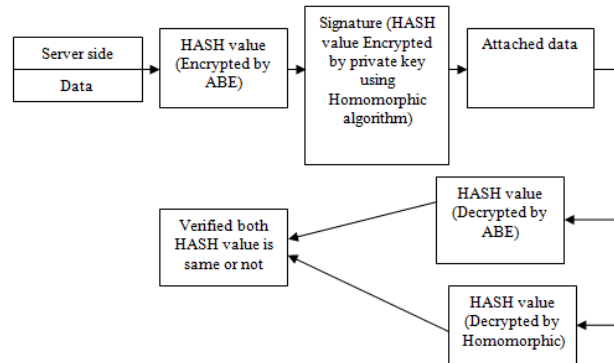 Server side
Data
HASH value
(Encrypted by
ABE)
Signature (HASH
value Encrypted
by private key
using
Homomorphic
algorithm)
Attached data
HASH value
(Decrypted by
ABE)
Verified both
HASH value is
same or not
HASH value
(Decrypted by
Homomorphic)